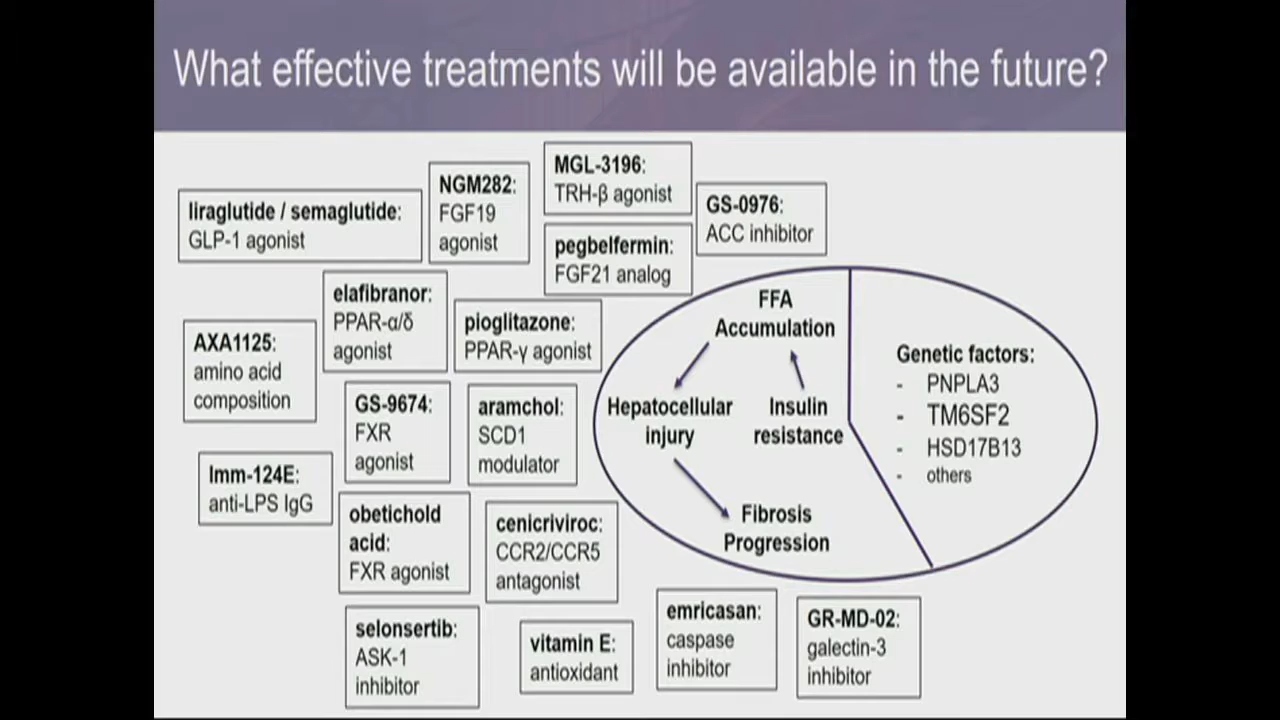 What effective treatments will be available in the future?
liraglutide / semaglutide:
GLP-1 agonist
NGM282:
FGF19
agonist
MGL-3196:
TRH-β agonist
GS-0976:
ACC inhibitor
pegbelfermin:
FGF21 analog
elafibranor:
PPAR-α/δ
agonist
pioglitazone:
PPAR-γ agonist
AXA1125:
amino acid
composition
GS-9674:
FXR
agonist
aramchol:
SCD1
modulator
Imm-124E:
anti-LPS IgG
obetichold
acid:
FXR agonist
cenicriviroc:
CCR2/CCR5
antagonist
selonsertib:
ASK-1
inhibitor
vitamin E:
antioxidant
emricasan:
caspase
inhibitor
GR-MD-02:
galectin-3
inhibitor
FFA
Accumulation
Hepatocellular
injury
Insulin
resistance
Fibrosis
Progression
Genetic factors:
- PNPLA3
- TM6SF2
- HSD17B13
- others